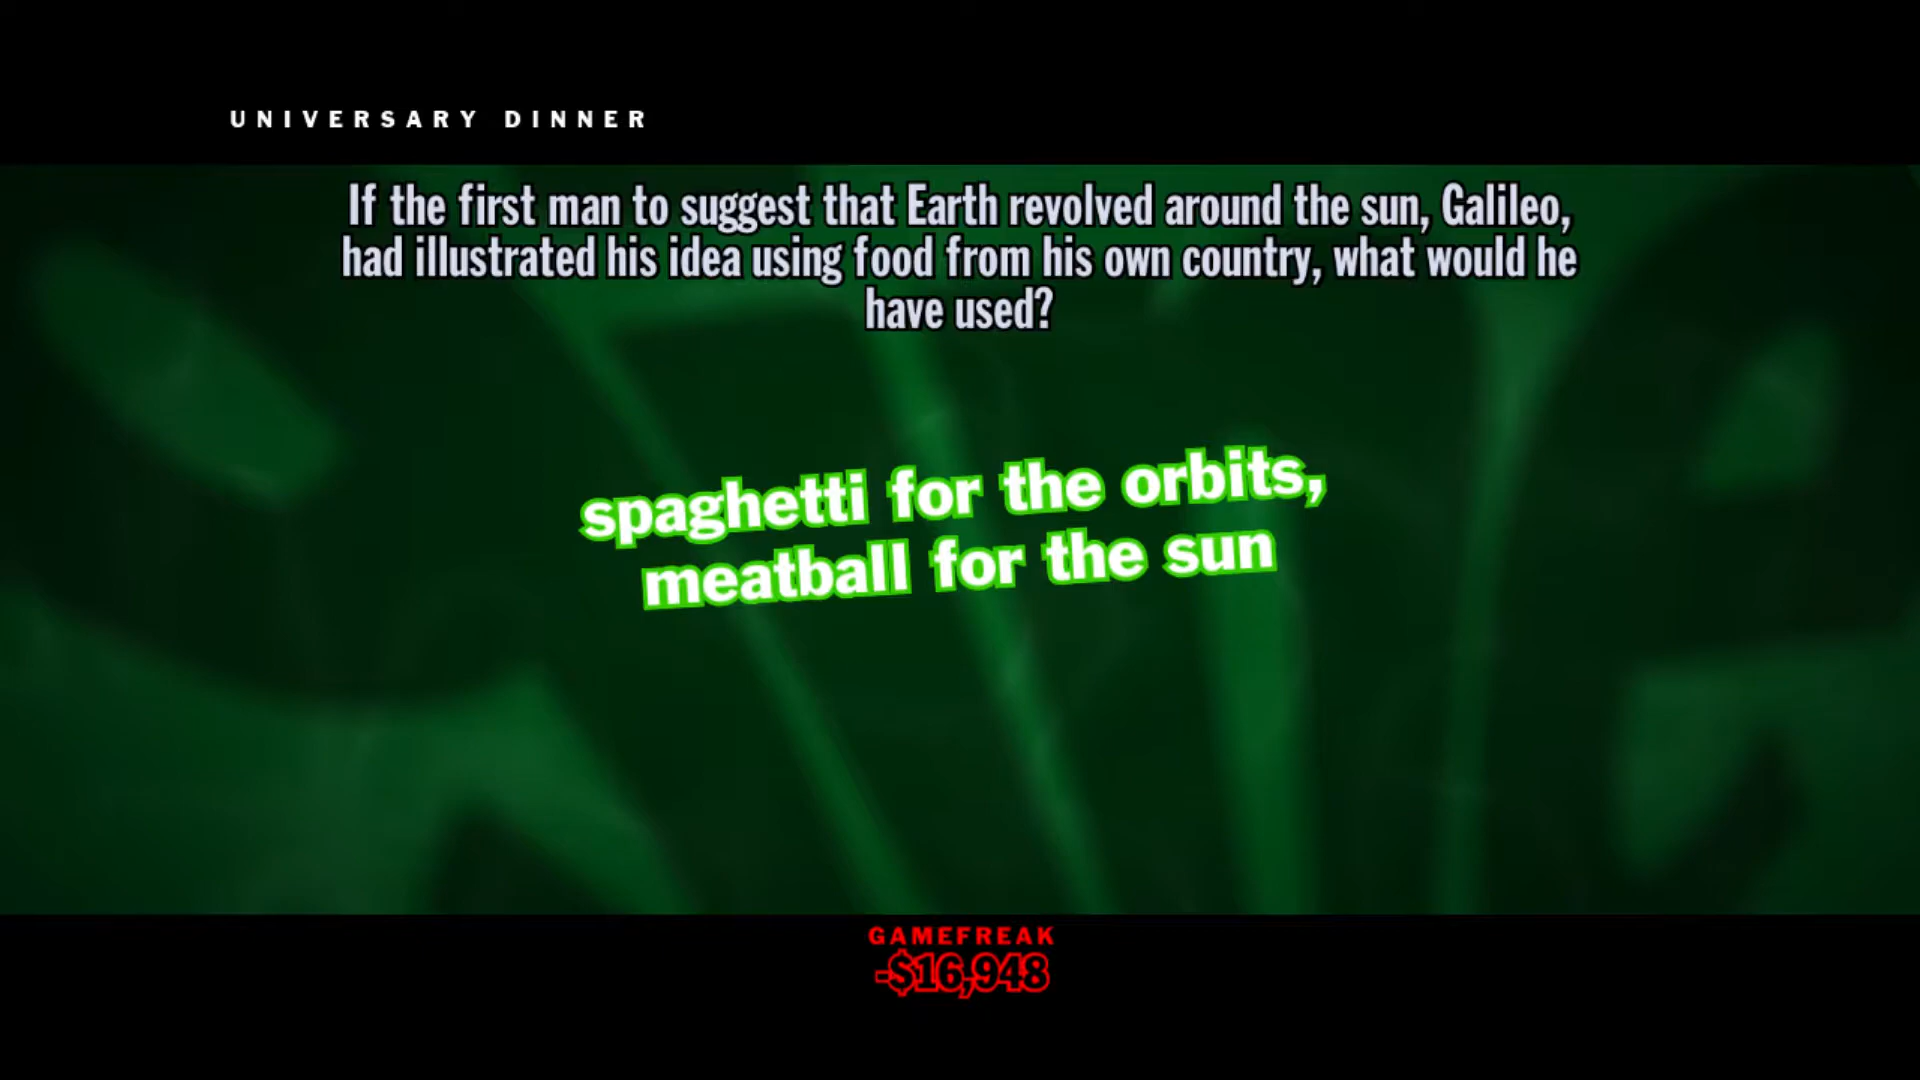 UNIVERSARY DINNER
If the first man to suggest that Earth revolved around the sun, Galileo,
had illustrated his idea using food from his own country, what would he
have used?
spaghetti for the orbits,
meatball for the sun
GAMEFREAK
-$16,948